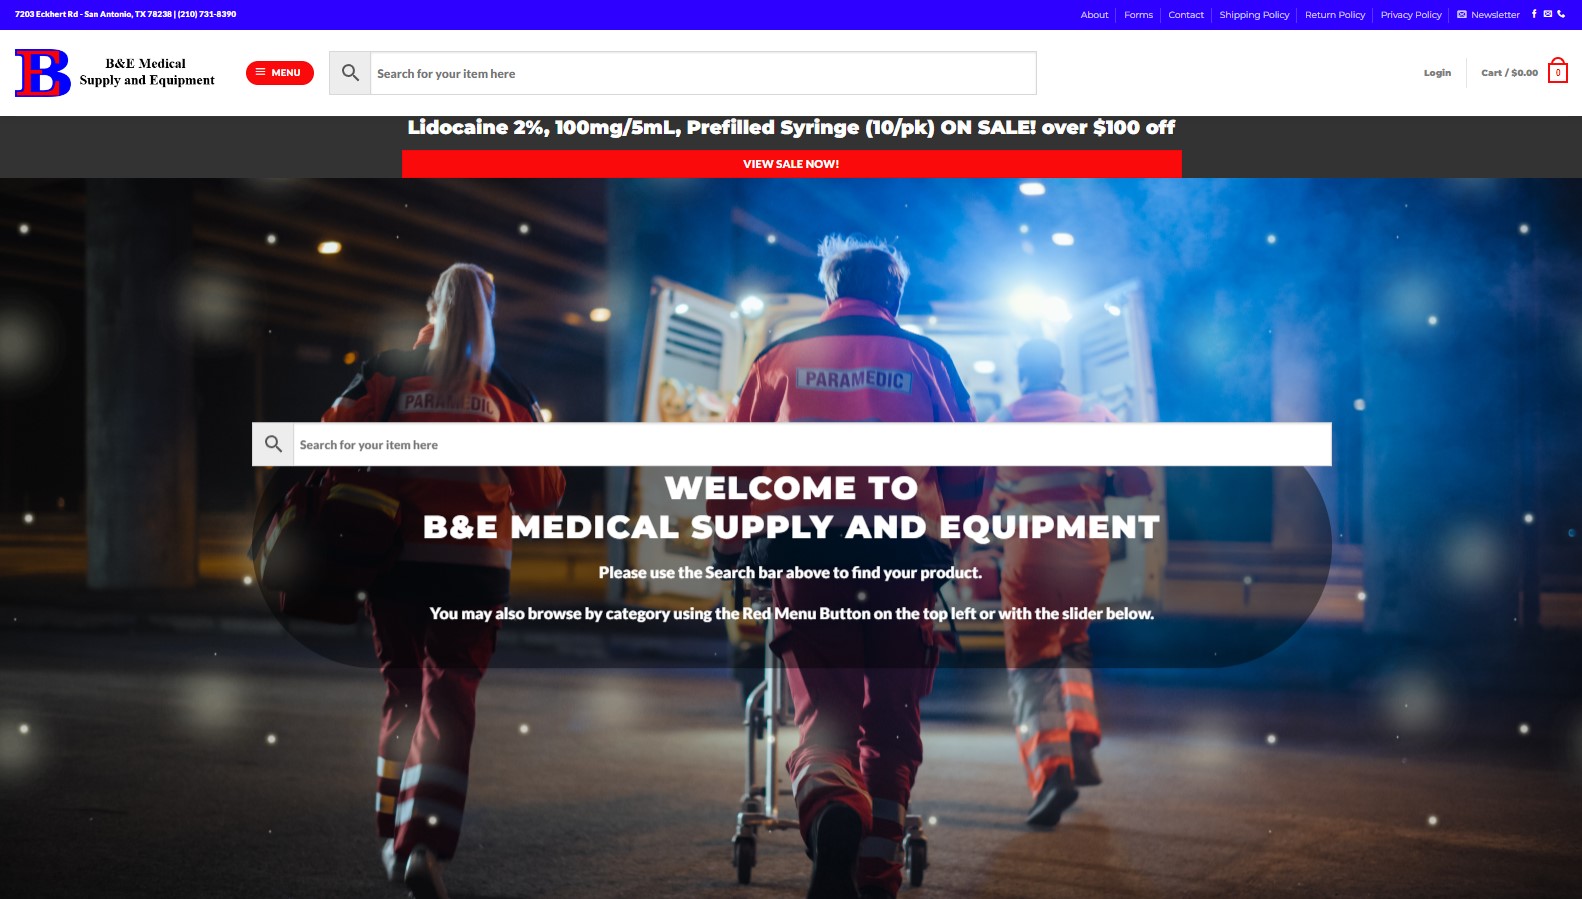 7203 Eckhert Rd - San Antonio, TX 78238 | (210) 731-8390
About
Forms
Contact
Shipping Policy
Return Policy
Privacy Policy
Newsletter
B
B&E Medical
Supply and Equipment
MENU
Search for your item here
Login
Cart / $0.00
0
Lidocaine 2%, 100mg/5mL, Prefilled Syringe (10/pk) ON SALE! over $100 off
VIEW SALE NOW!
PARAMEDIC
PARAMEDIC
Search for your item here
WELCOME TO
B&E MEDICAL SUPPLY AND EQUIPMENT
Please use the Search bar above to find your product.
You may also browse by category using the Red Menu Button on the top left or with the slider below.